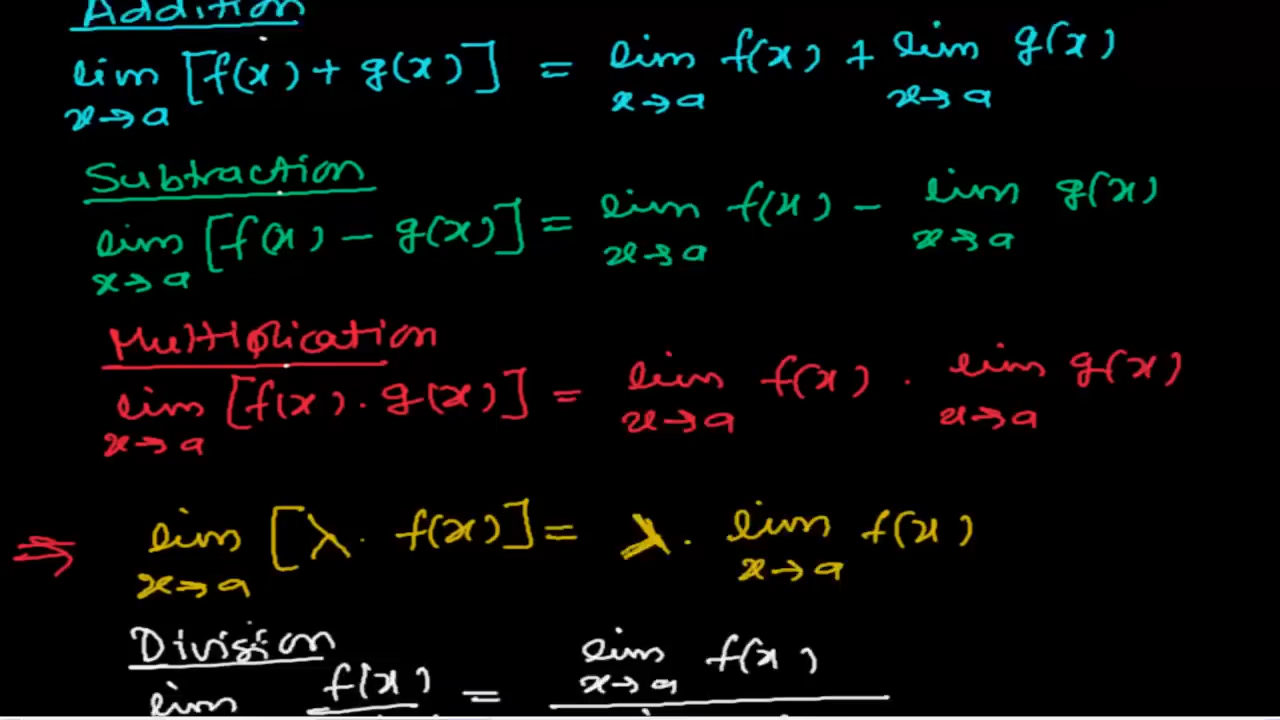 Addition
lim [f(x) + g(x)] = lim f(x) + lim g(x)
x→a x→a x→a
Subtraction
lim [f(x) − g(x)] = lim f(x) − lim g(x)
x→a x→a x→a
Multiplication
lim [f(x) . g(x)] = lim f(x) . lim g(x)
x→a x→a x→a
⇒ lim [λ . f(x)] = λ . lim f(x)
x→a x→a
Division
lim f(x) = lim f(x)
x→a